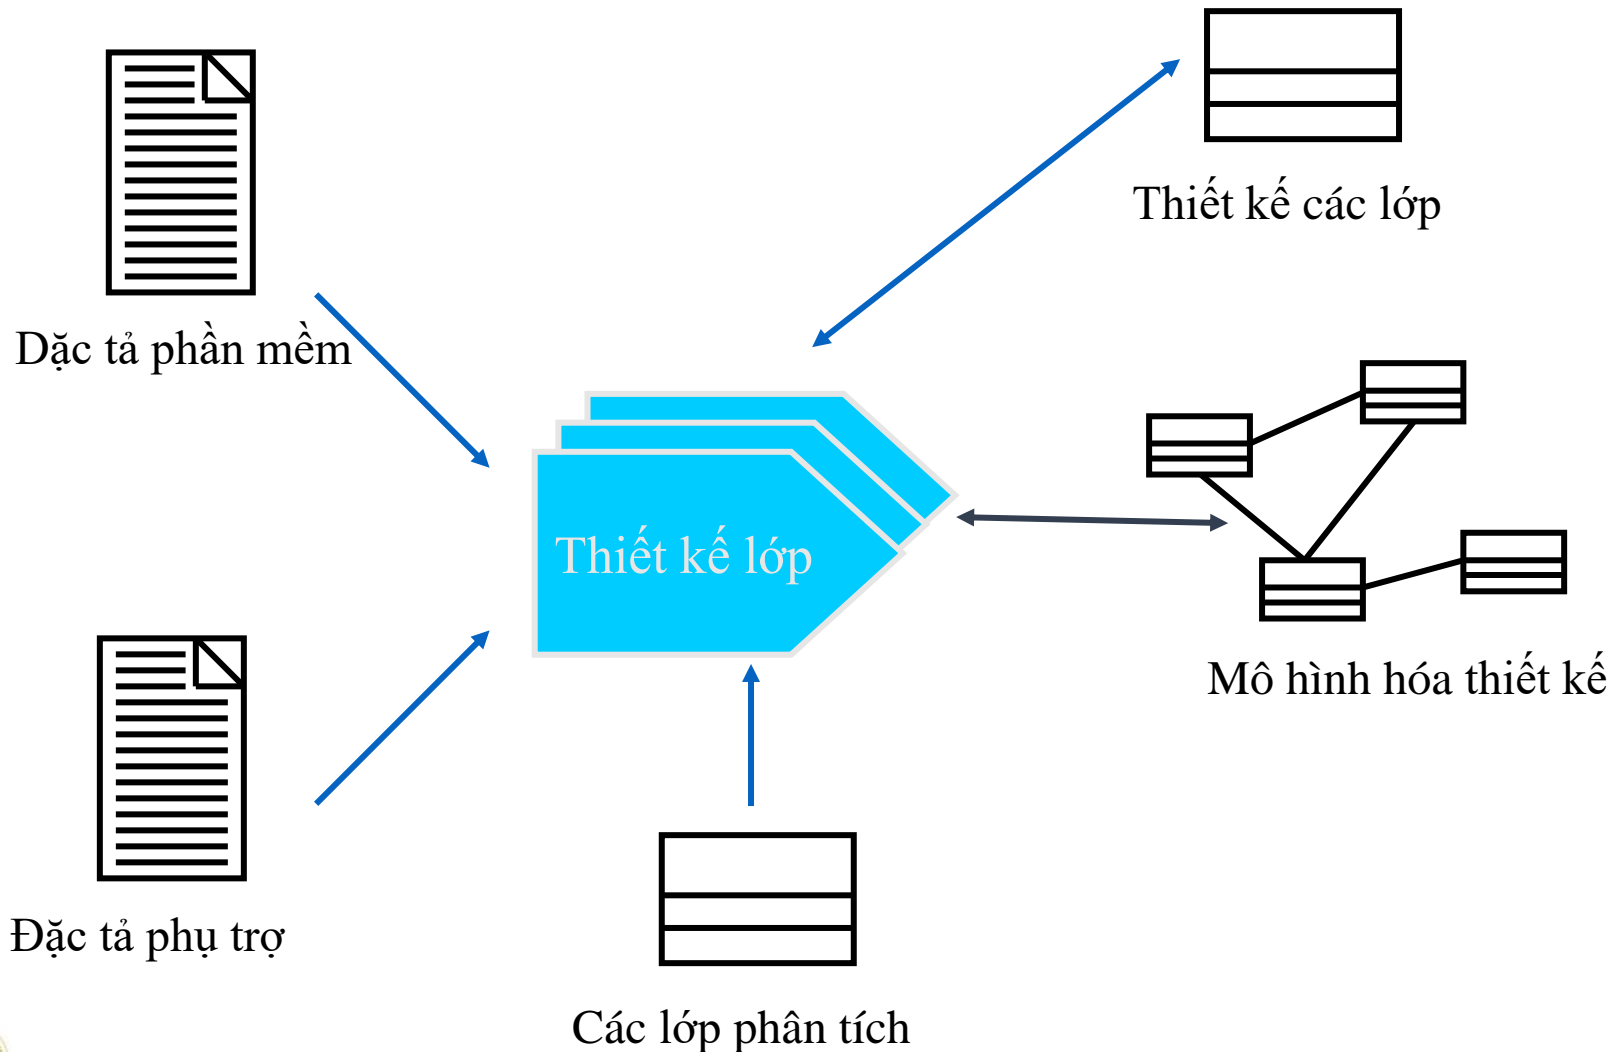 Thiết kế các lớp
Dặc tả phần mềm
Thiết kế lớp
Mô hình hóa thiết kế
Đặc tả phụ trợ
Các lớp phân tích